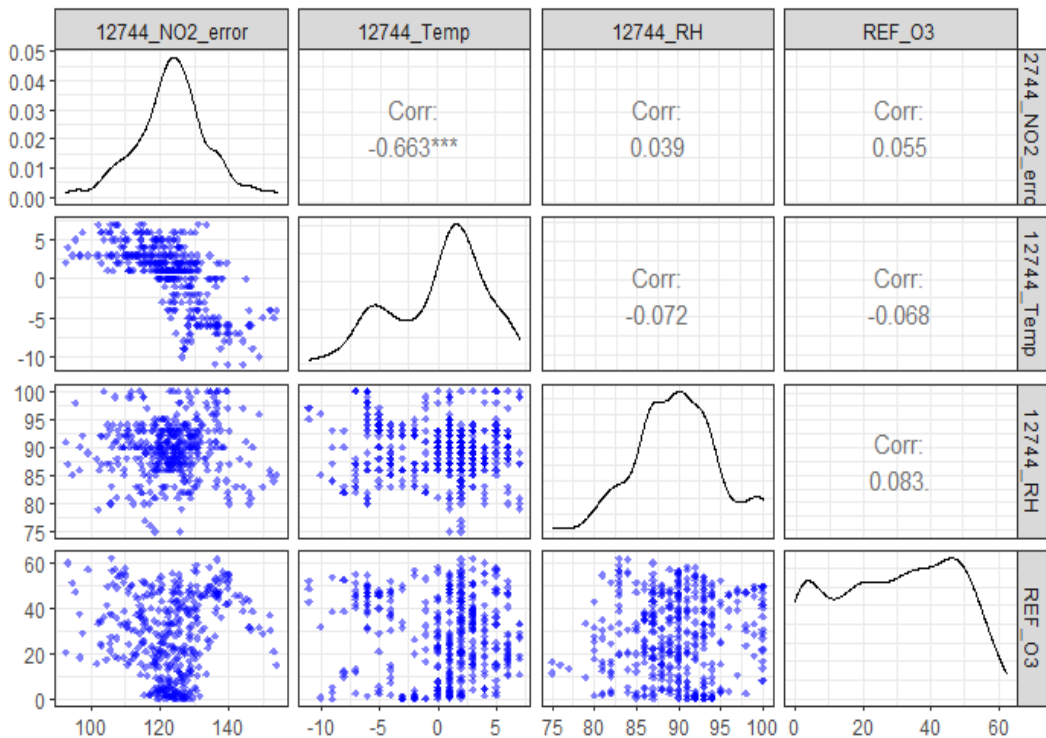 12744_NO2_error 12744_Temp 12744_RH REF_O3
0.05
0.04
0.03
0.02
0.01
0.00
Corr:
-0.663***
Corr:
0.039
Corr:
0.055
2744_NO2_erro
5
0
-5
-10
Corr:
-0.072
Corr:
-0.068
12744_Temp
100
95
90
85
80
75
Corr:
0.083.
12744_RH
60
40
20
0
REF_O3
100 120 140 -10 -5 0 5 75 80 85 90 95 100 0 20 40 60